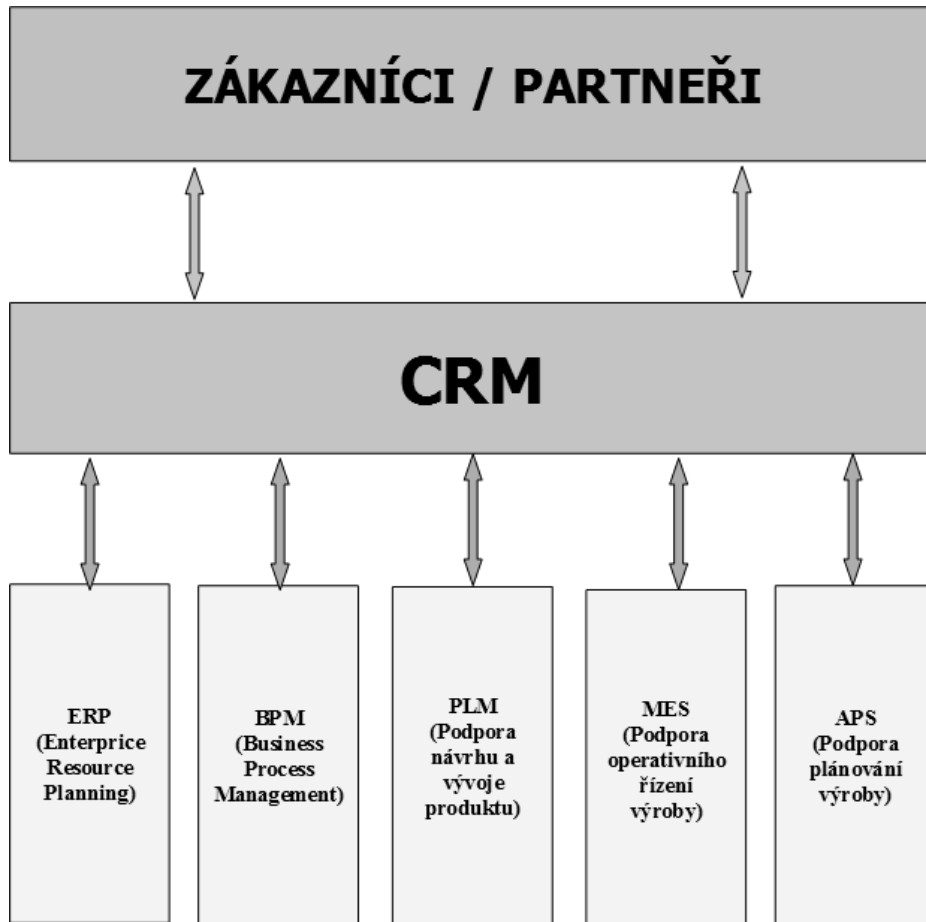 ZÁKAZNÍCI / PARTNEŘI
CRM
ERP
(Enterprice
Resource
Planning)
BPM
(Business
Process
Management)
PLM
(Podpora
návrhu a
vývoje
produktu)
MES
(Podpora
operativního
řízení
výroby)
APS
(Podpora
plánování
výroby)